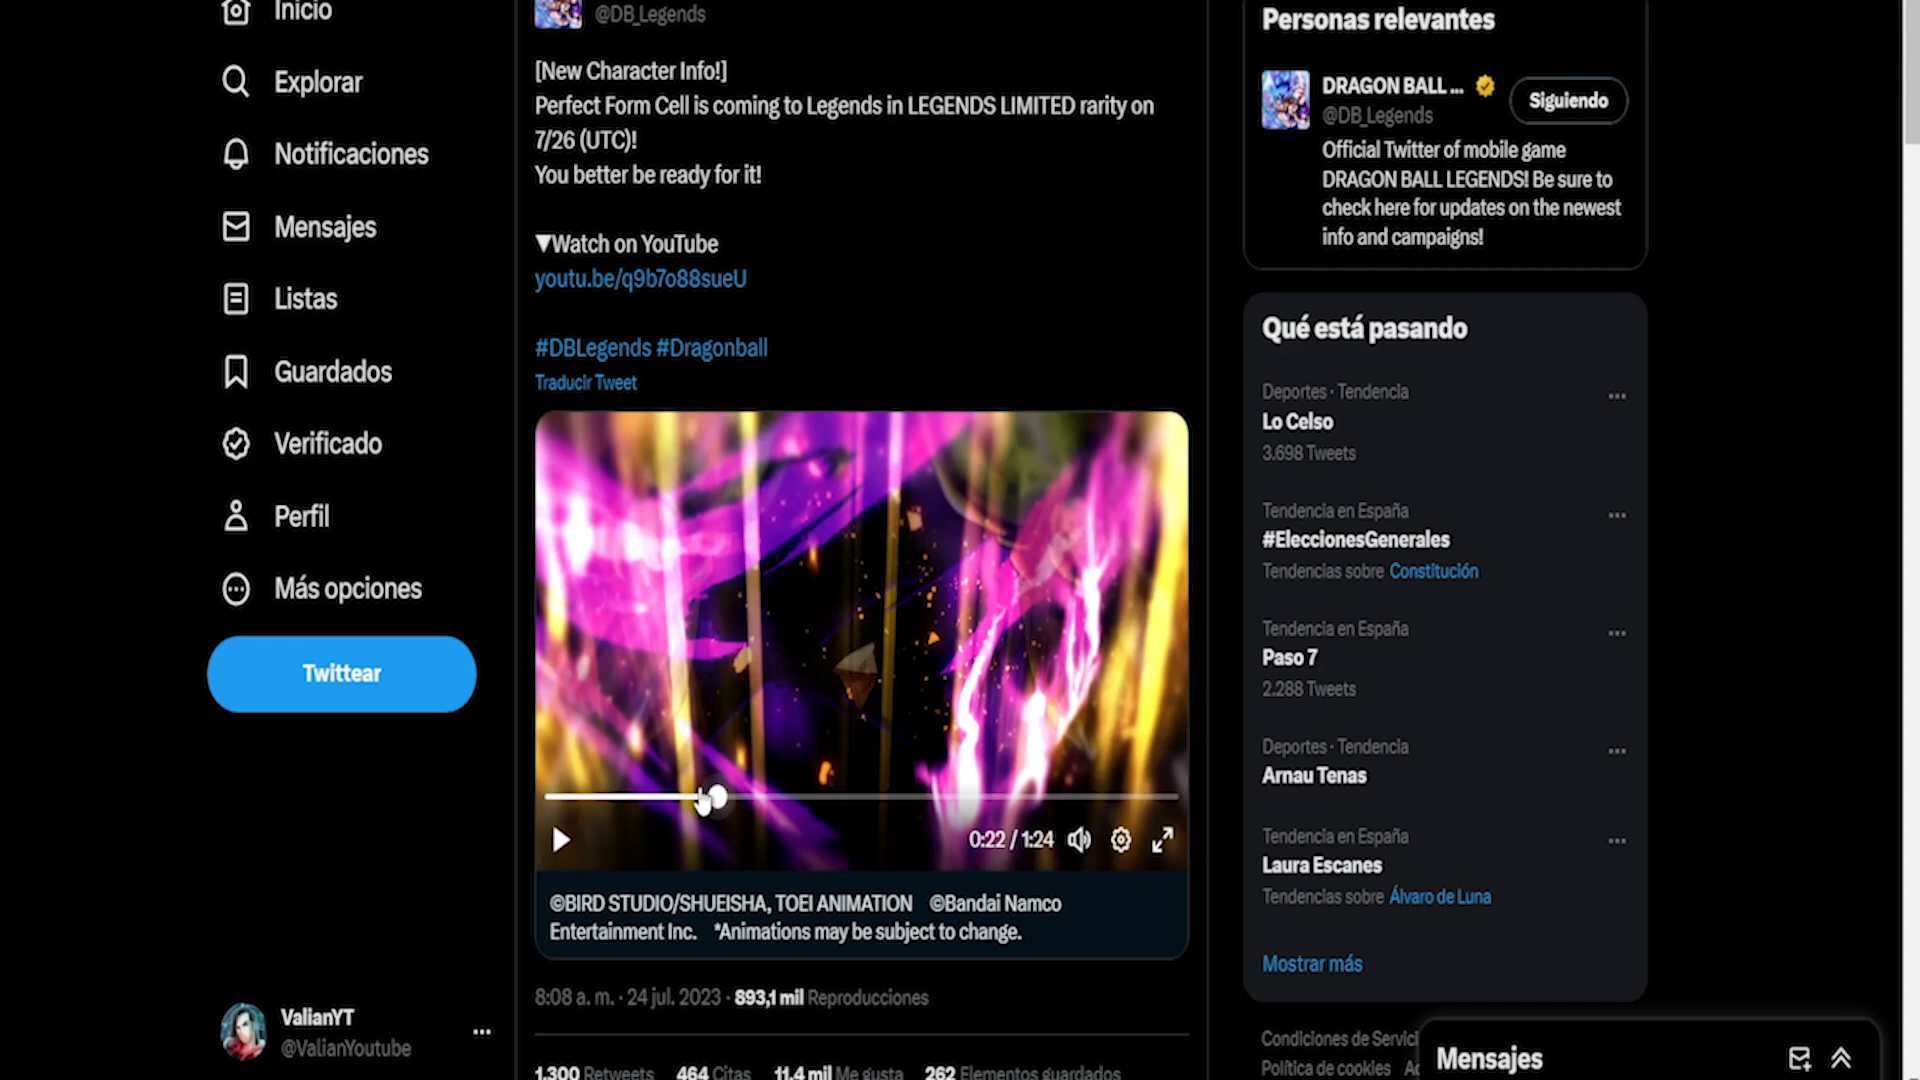 Inicio
Explorar
Notificaciones
Mensajes
Listas
Guardados
Verificado
Perfil
Más opciones
Twittear
ValianYT
@ValianYoutube
@DB_Legends
[New Character Info!]
Perfect Form Cell is coming to Legends in LEGENDS LIMITED rarity on
7/26 (UTC)!
You better be ready for it!
▼Watch on YouTube
youtu.be/q9b7o88sueU
#DBLegends #Dragonball
Traducir Tweet
0:22 / 1:24
©BIRD STUDIO/SHUEISHA, TOEI ANIMATION ©Bandai Namco
Entertainment Inc. *Animations may be subject to change.
8:08 a. m. · 24 jul. 2023 · 893,1 mil Reproducciones
1.300 Retweets 464 Citas 11,4 mil Me gusta 262 Elementos guardados
Personas relevantes
DRAGON BALL ...
@DB_Legends
Siguiendo
Official Twitter of mobile game
DRAGON BALL LEGENDS! Be sure to
check here for updates on the newest
info and campaigns!
Qué está pasando
Deportes · Tendencia
Lo Celso
3.698 Tweets
Tendencia en España
#EleccionesGenerales
Tendencias sobre Constitución
Tendencia en España
Paso 7
2.288 Tweets
Deportes · Tendencia
Arnau Tenas
Tendencia en España
Laura Escanes
Tendencias sobre Álvaro de Luna
Mostrar más
Condiciones de Servici
Política de cookies Ac
Mensajes